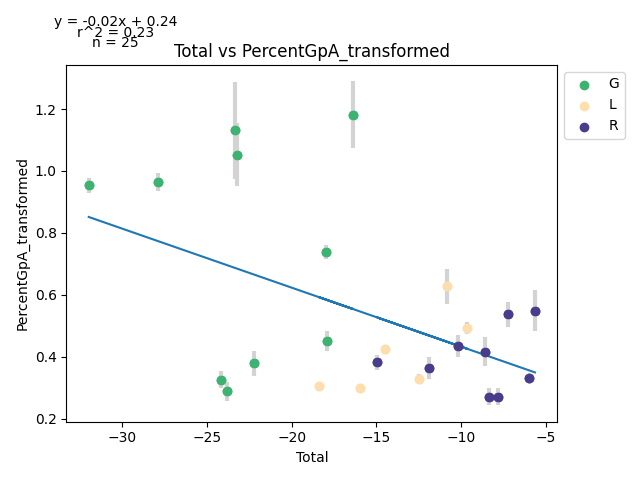 y = -0.02x + 0.24
r^2 = 0.23
n = 25
Total vs PercentGpA_transformed
G
L
R
1.2
1.0
0.8
0.6
0.4
0.2
PercentGpA_transformed
−30
−25
−20
−15
−10
−5
Total